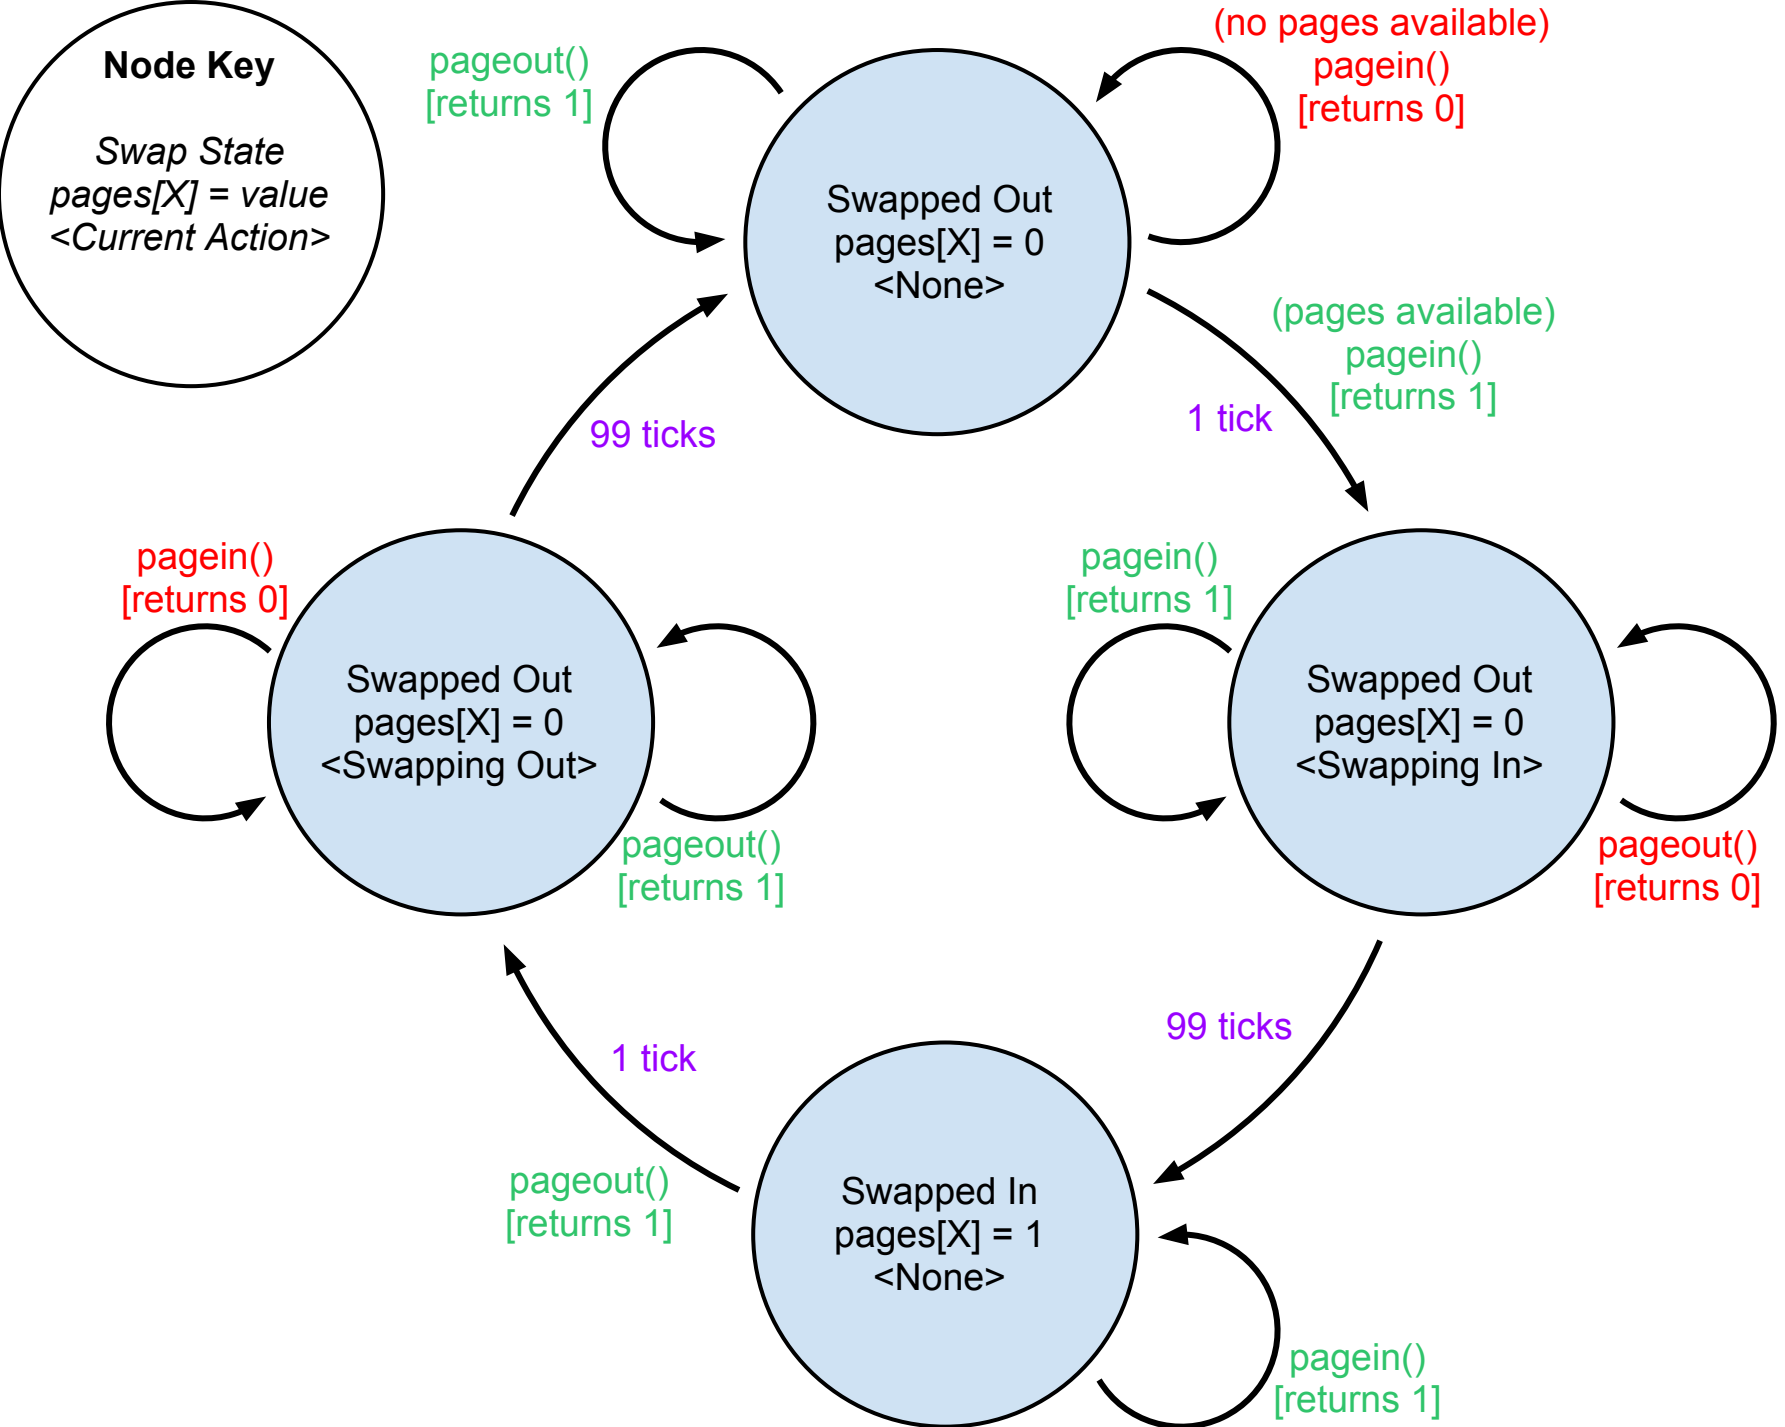 Node Key
Swap State
pages[X] = value
<Current Action>
pageout()
[returns 1]
(no pages available)
pagein()
[returns 0]
Swapped Out
pages[X] = 0
<None>
(pages available)
pagein()
[returns 1]
1 tick
99 ticks
pagein()
[returns 0]
Swapped Out
pages[X] = 0
<Swapping Out>
pageout()
[returns 1]
pagein()
[returns 1]
Swapped Out
pages[X] = 0
<Swapping In>
pageout()
[returns 0]
99 ticks
1 tick
pageout()
[returns 1]
Swapped In
pages[X] = 1
<None>
pagein()
[returns 1]